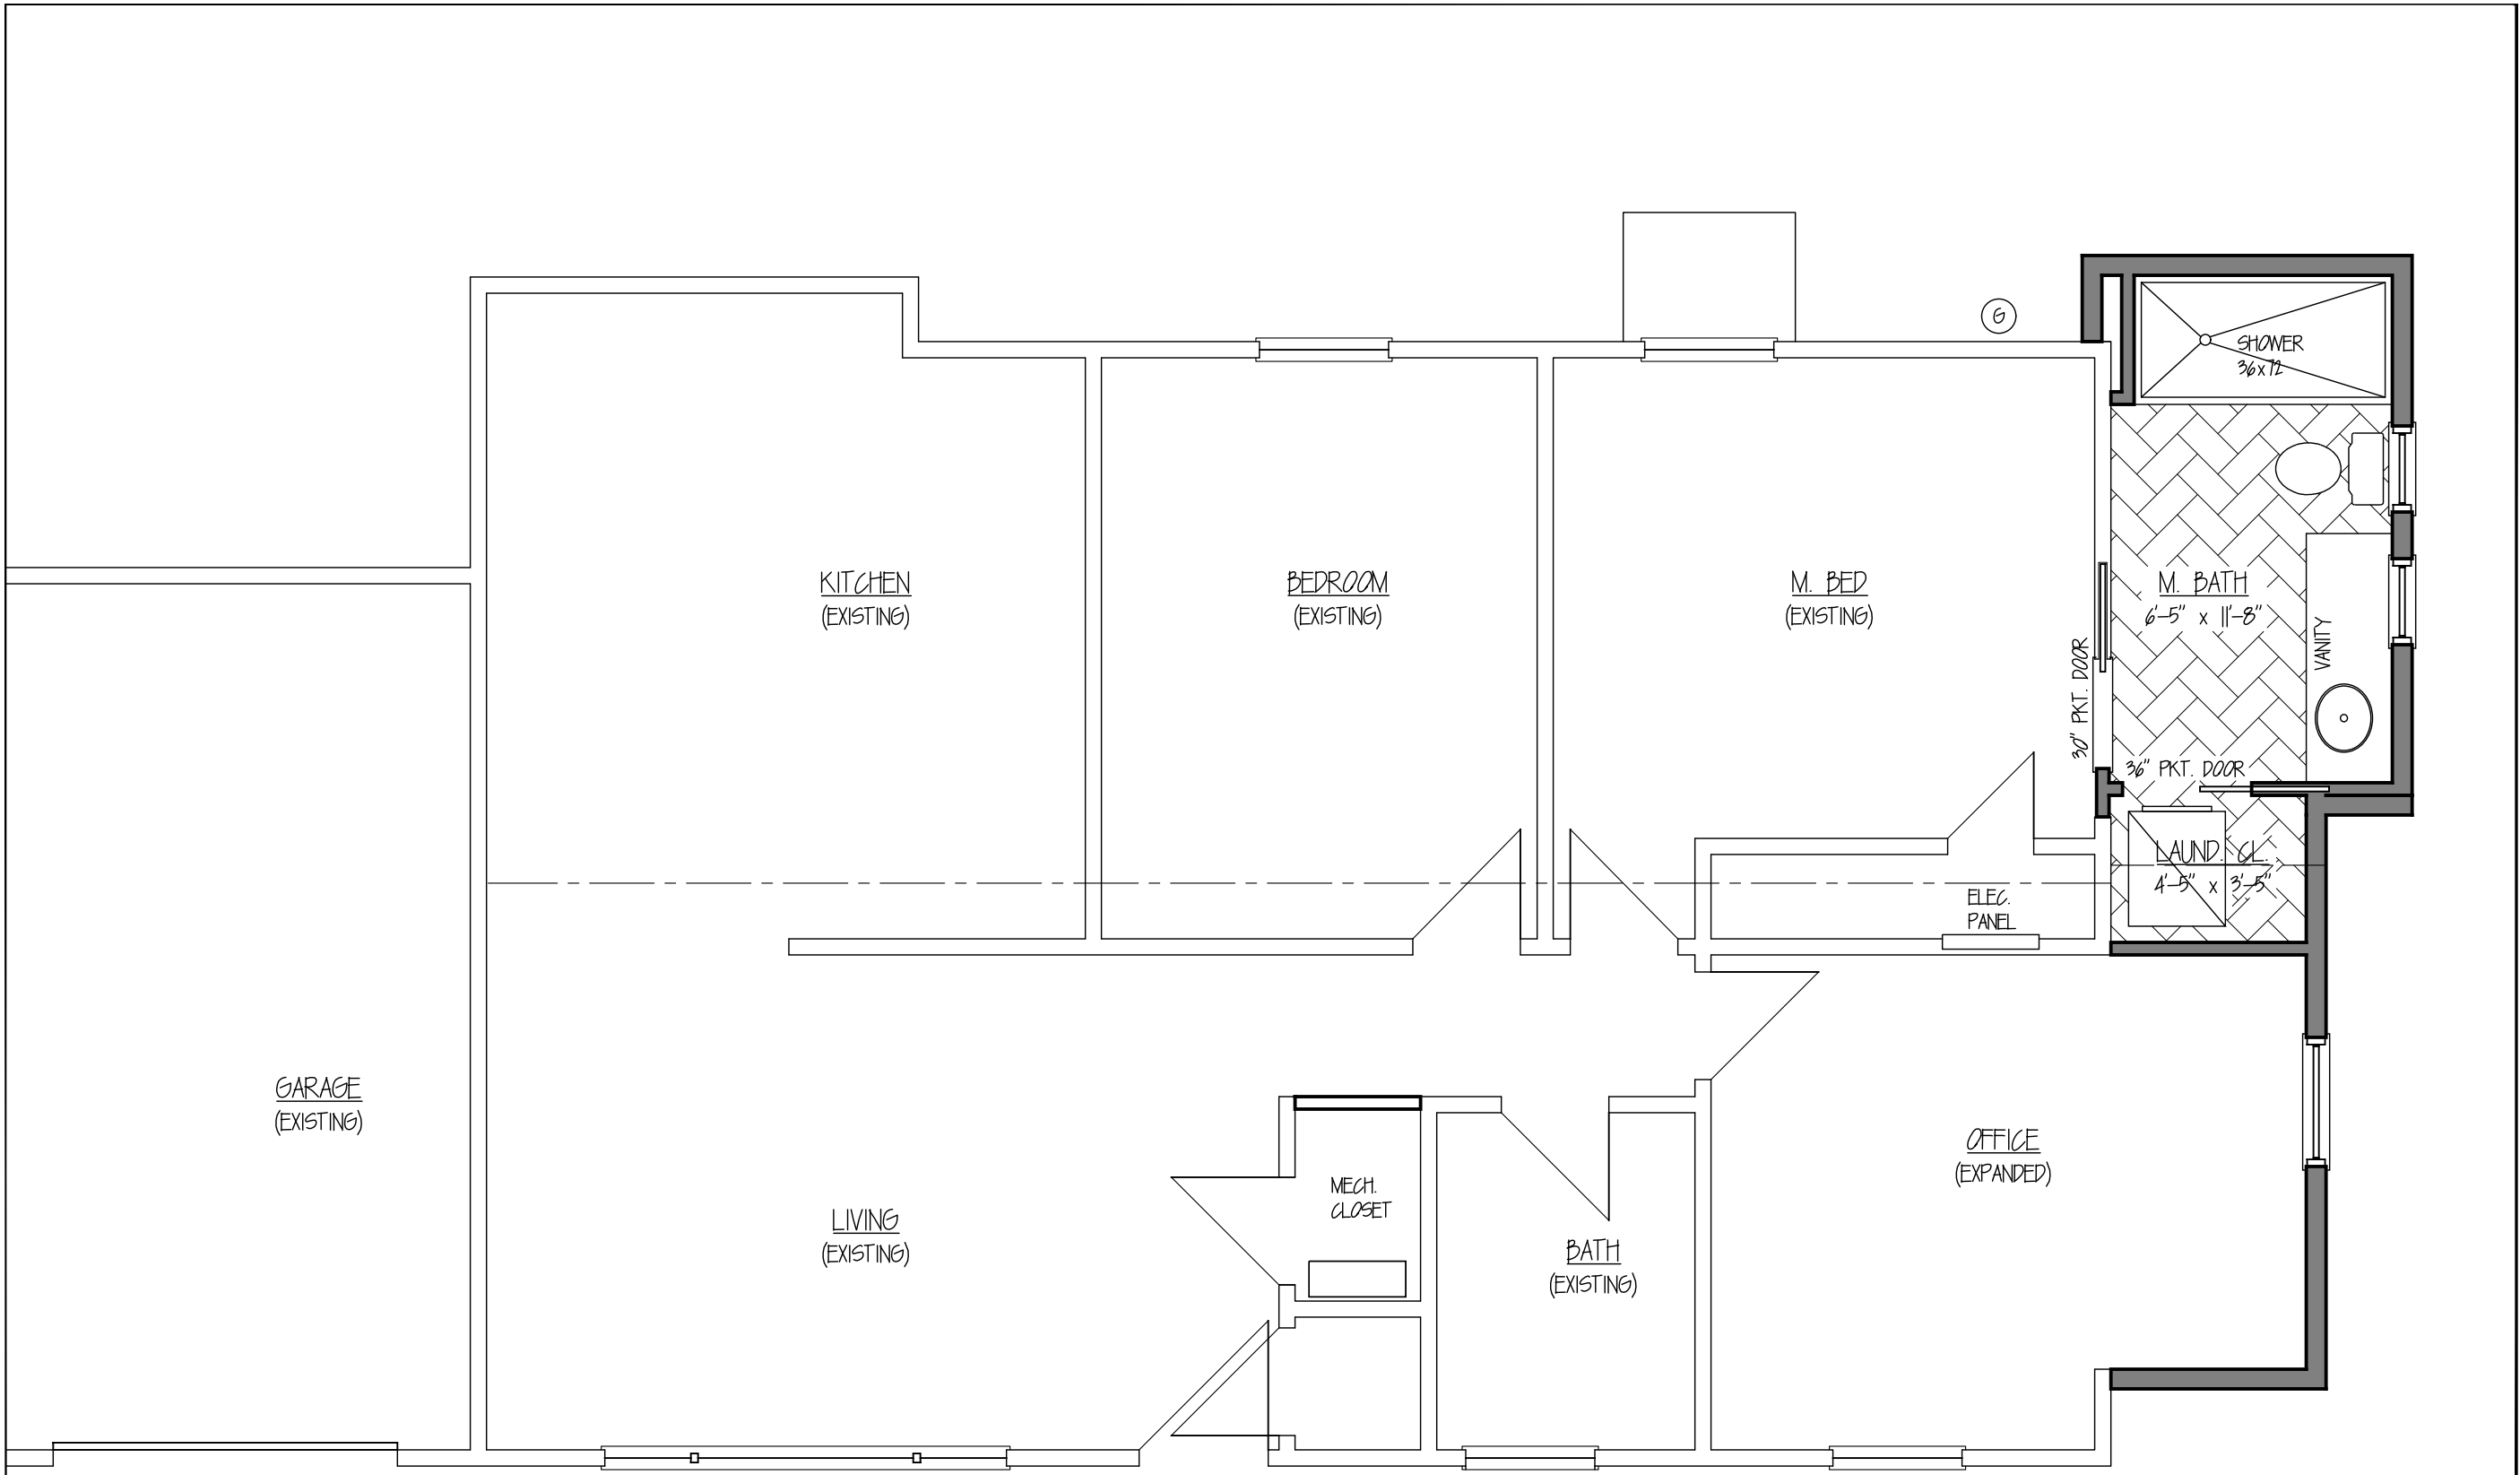 G
SHOWER
36x72
KITCHEN
(EXISTING)
BEDROOM
(EXISTING)
M. BED
(EXISTING)
M. BATH
6'-5" x 11'-8"
VANITY
30" PKT. DOOR
36" PKT. DOOR
LAUND. CL.
4'-5" x 3'-5"
ELEC.
PANEL
GARAGE
(EXISTING)
LIVING
(EXISTING)
MECH.
CLOSET
BATH
(EXISTING)
OFFICE
(EXPANDED)